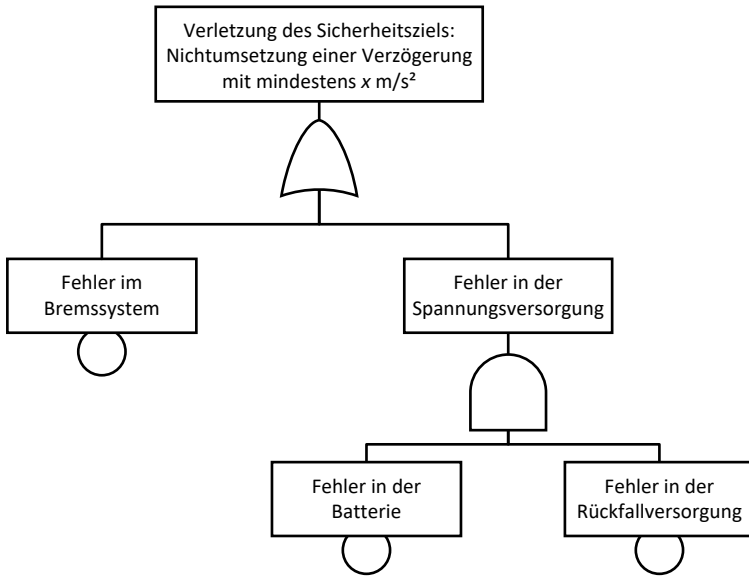 Verletzung des Sicherheitsziels:
Nichtumsetzung einer Verzögerung
mit mindestens x m/s²
Fehler im
Bremssystem
Fehler in der
Spannungsversorgung
Fehler in der
Batterie
Fehler in der
Rückfallversorgung